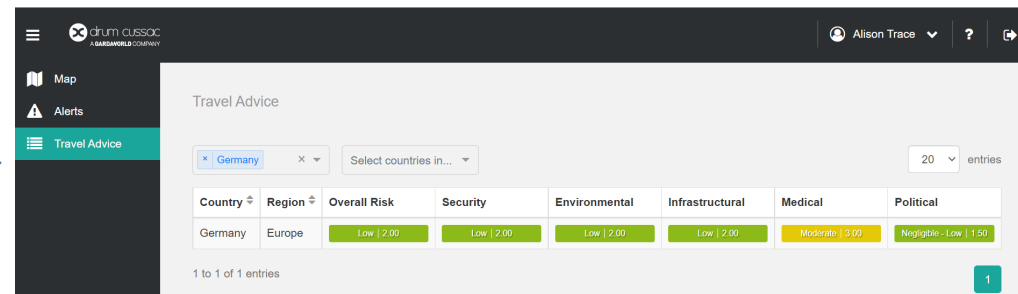 drum cussac
A GARDAWORLD COMPANY
Alison Trace
?
Map
Alerts
Travel Advice
Travel Advice
× Germany ×
Select countries in...
20 entries
Country Region Overall Risk Security Environmental Infrastructural Medical Political
Germany Europe Low | 2.00 Low | 2.00 Low | 2.00 Low | 2.00 Moderate | 3.00 Negligible - Low | 1.50
1 to 1 of 1 entries
1